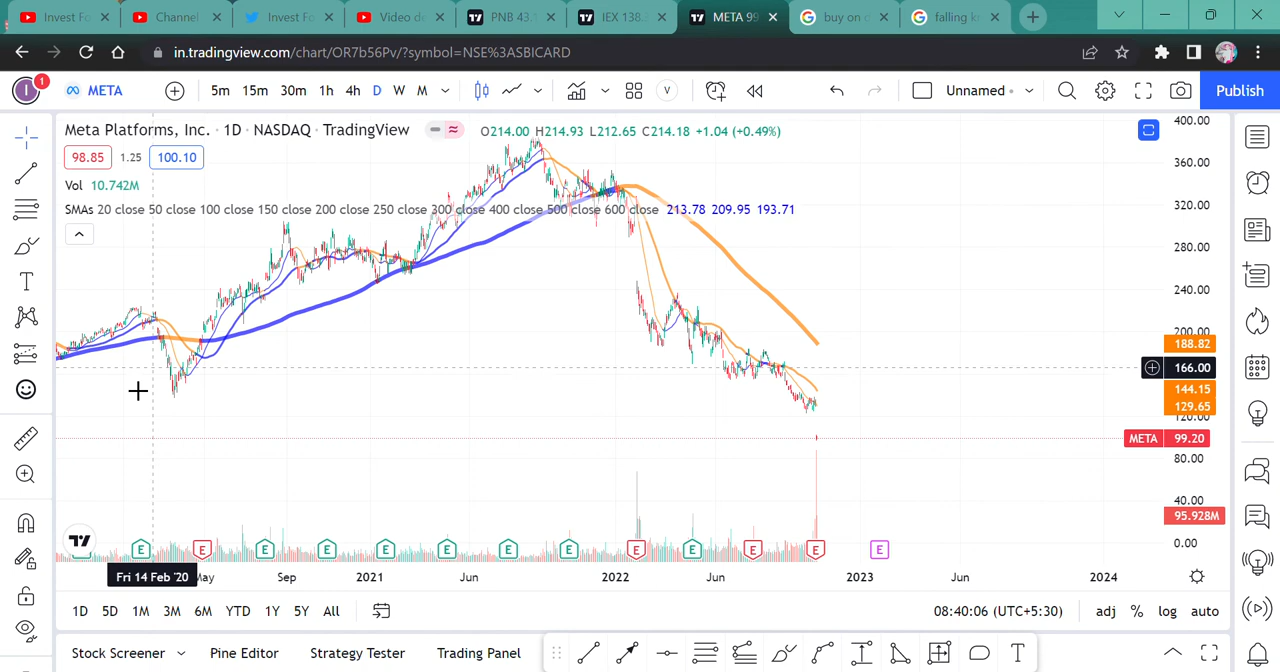 Invest Fo
Channel
Invest Fo
Video de
PNB 43.
IEX 138.
META 99
buy on
falling k
in.tradingview.com/chart/OR7b56Pv/?symbol=NSE%3ASBICARD
I 1 META 5m 15m 30m 1h 4h D W M V Unnamed Publish
Meta Platforms, Inc. · 1D · NASDAQ · TradingView O214.00 H214.93 L212.65 C214.18 +1.04 (+0.49%)
98.85 1.25 100.10
Vol 10.742M
SMAs 20 close 50 close 100 close 150 close 200 close 250 close 300 close 400 close 500 close 600 close 213.78 209.95 193.71
400.00
360.00
320.00
280.00
240.00
200.00
188.82
166.00
144.15
129.65
120.00
META 99.20
80.00
40.00
95.928M
0.00
E E E E E E E E E E E E E
Fri 14 Feb '20 May Sep 2021 Jun 2022 Jun 2023 Jun 2024
1D 5D 1M 3M 6M YTD 1Y 5Y All 08:40:06 (UTC+5:30) adj % log auto
Stock Screener Pine Editor Strategy Tester Trading Panel T